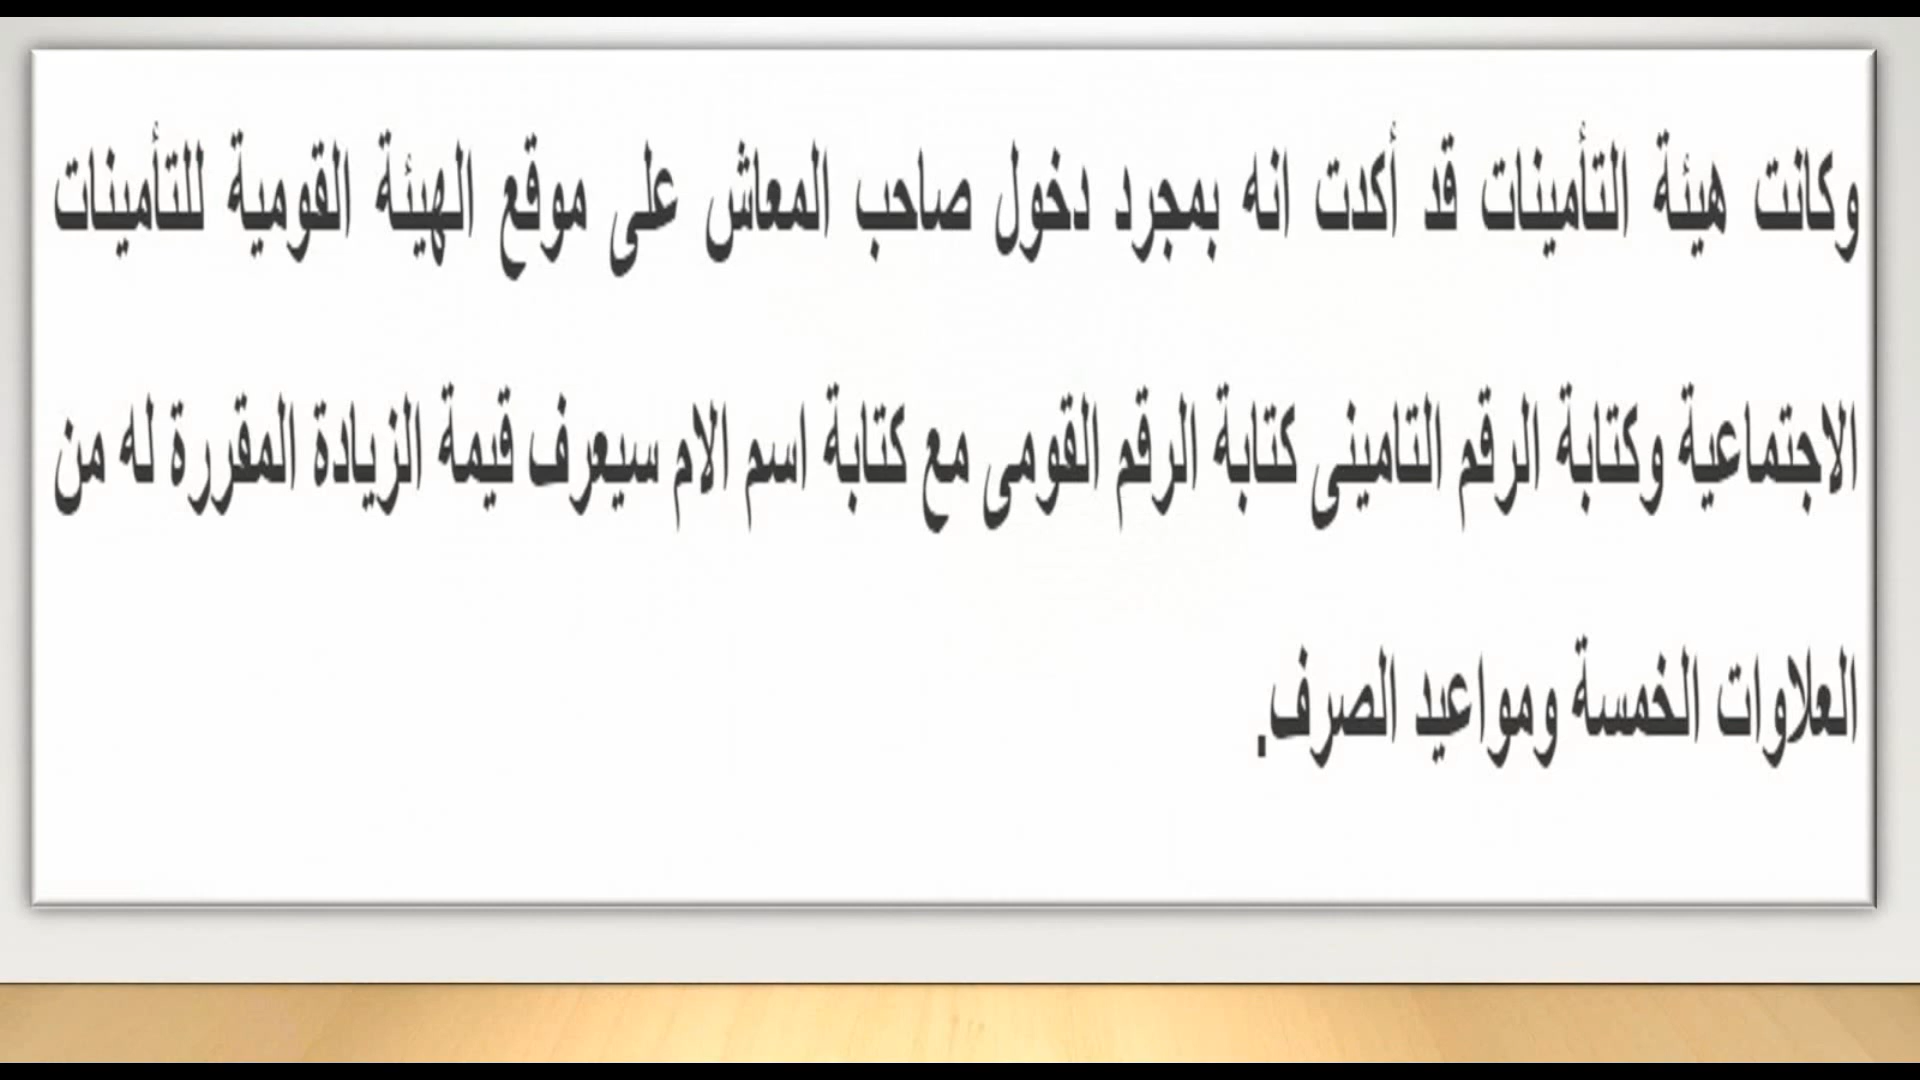 وكانت هيئة التأمينات قد أكدت انه بمجرد دخول صاحب المعاش على موقع الهيئة القومية للتأمينات
الاجتماعية وكتابة الرقم التامينى كتابة الرقم القومى مع كتابة اسم الام سيعرف قيمة الزيادة المقررة له من
العلاوات الخمسة ومواعيد الصرف.